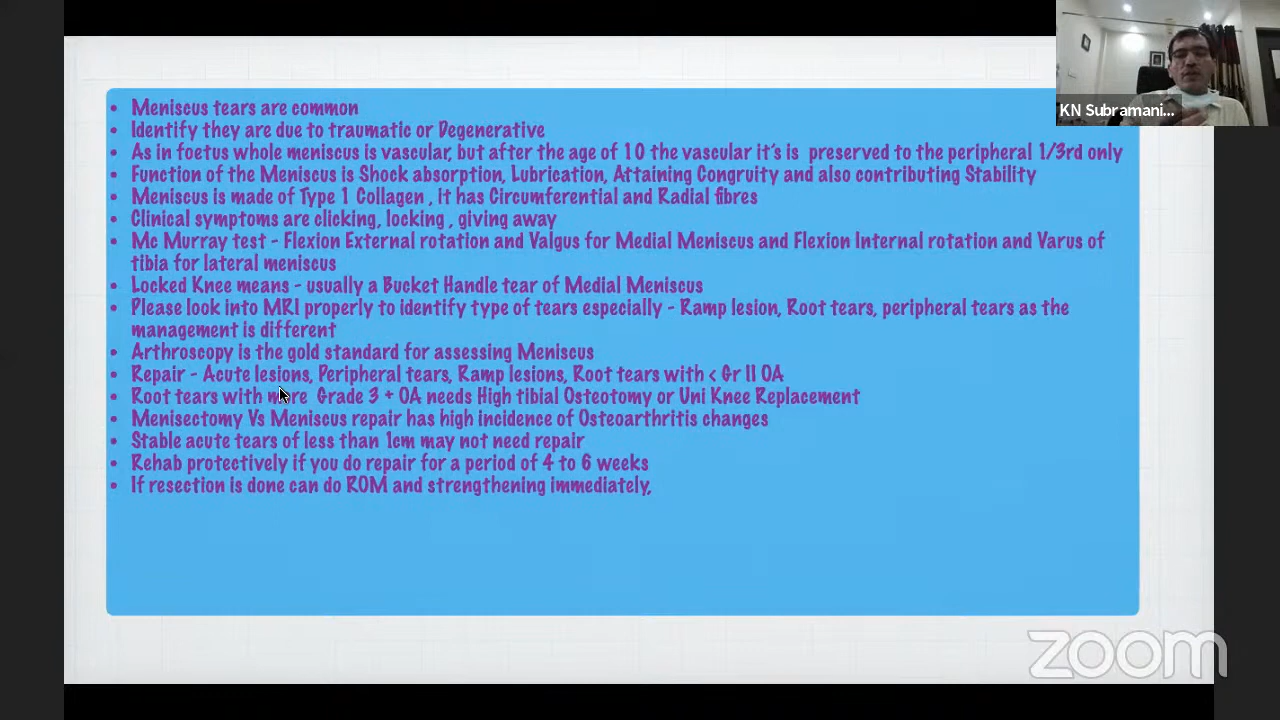 • Meniscus tears are common
• Identify they are due to traumatic or Degenerative
• As in foetus whole meniscus is vascular, but after the age of 10 the vascular it's is preserved to the peripheral 1/3rd only
• Function of the Meniscus is Shock absorption, Lubrication, Attaining Congruity and also contributing Stability
• Meniscus is made of Type 1 Collagen , it has Circumferential and Radial fibres
• Clinical symptoms are clicking, locking , giving away
• Mc Murray test - Flexion External rotation and Valgus for Medial Meniscus and Flexion Internal rotation and Varus of
tibia for lateral meniscus
• Locked Knee means - usually a Bucket Handle tear of Medial Meniscus
• Please look into MRI properly to identify type of tears especially - Ramp lesion, Root tears, peripheral tears as the
management is different
• Arthroscopy is the gold standard for assessing Meniscus
• Repair - Acute lesions, Peripheral tears, Ramp lesions, Root tears with < Gr II OA
• Root tears with more Grade 3 + OA needs High tibial Osteotomy or Uni Knee Replacement
• Menisectomy Vs Meniscus repair has high incidence of Osteoarthritis changes
• Stable acute tears of less than 1cm may not need repair
• Rehab protectively if you do repair for a period of 4 to 6 weeks
• If resection is done can do ROM and strengthening immediately,
KN Subramani...
zoom